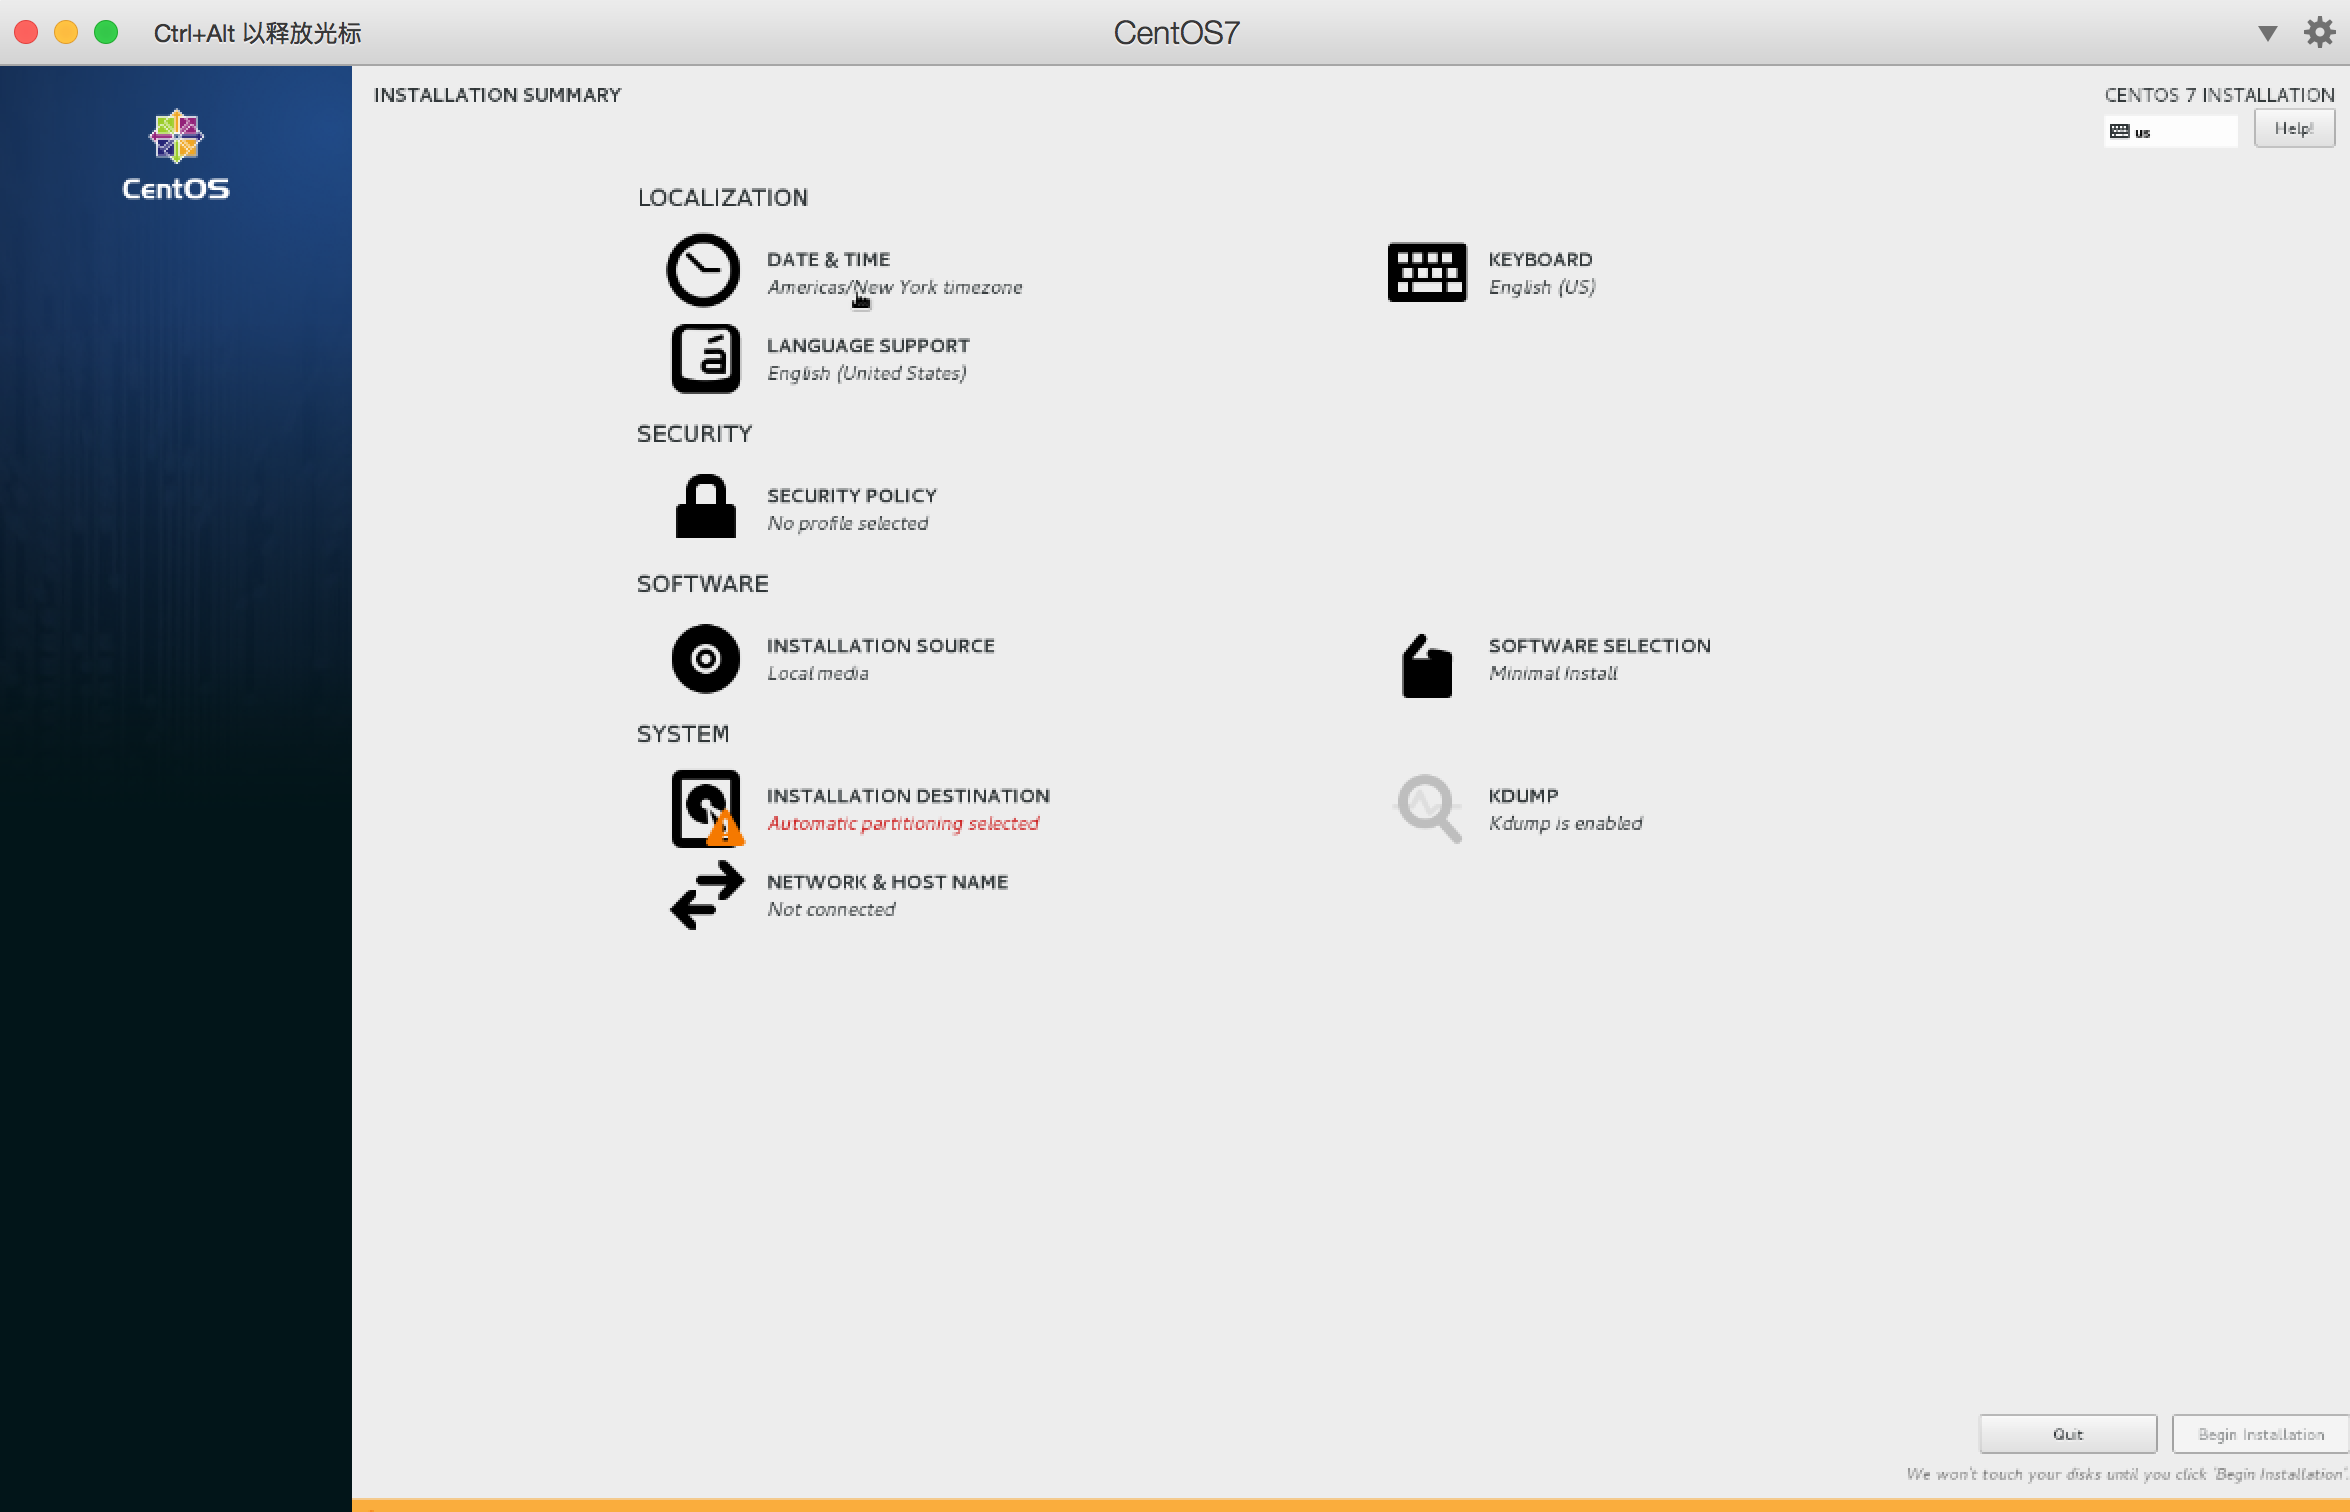 Ctrl+Alt 以释放光标
CentOS7
CentOS
INSTALLATION SUMMARY
CENTOS 7 INSTALLATION
us
Help!
LOCALIZATION
DATE & TIME
Americas/New York timezone
KEYBOARD
English (US)
LANGUAGE SUPPORT
English (United States)
SECURITY
SECURITY POLICY
No profile selected
SOFTWARE
INSTALLATION SOURCE
Local media
SOFTWARE SELECTION
Minimal Install
SYSTEM
INSTALLATION DESTINATION
Automatic partitioning selected
KDUMP
Kdump is enabled
NETWORK & HOST NAME
Not connected
Quit
Begin Installation
We won't touch your disks until you click 'Begin Installation'.